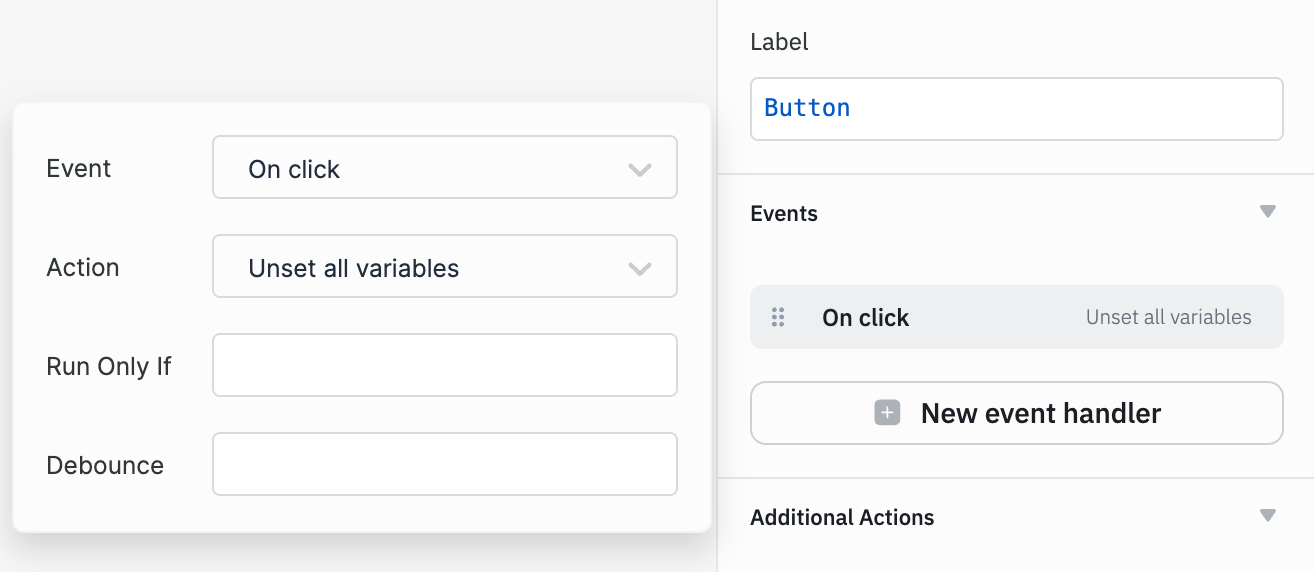 Event
On click
Action
Unset all variables
Run Only If
Debounce
Label
Button
Events
On click
Unset all variables
New event handler
Additional Actions